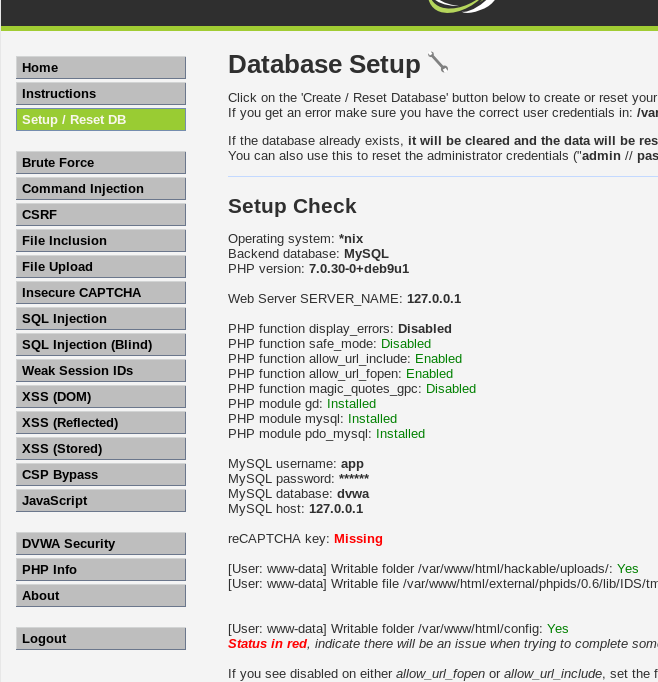 Home
Instructions
Setup / Reset DB
Brute Force
Command Injection
CSRF
File Inclusion
File Upload
Insecure CAPTCHA
SQL Injection
SQL Injection (Blind)
Weak Session IDs
XSS (DOM)
XSS (Reflected)
XSS (Stored)
CSP Bypass
JavaScript
DVWA Security
PHP Info
About
Logout
Database Setup
Click on the 'Create / Reset Database' button below to create or reset your
If you get an error make sure you have the correct user credentials in: /var
If the database already exists, it will be cleared and the data will be res
You can also use this to reset the administrator credentials ("admin // pas
Setup Check
Operating system: *nix
Backend database: MySQL
PHP version: 7.0.30-0+deb9u1
Web Server SERVER_NAME: 127.0.0.1
PHP function display_errors: Disabled
PHP function safe_mode: Disabled
PHP function allow_url_include: Enabled
PHP function allow_url_fopen: Enabled
PHP function magic_quotes_gpc: Disabled
PHP module gd: Installed
PHP module mysql: Installed
PHP module pdo_mysql: Installed
MySQL username: app
MySQL password: ******
MySQL database: dvwa
MySQL host: 127.0.0.1
reCAPTCHA key: Missing
[User: www-data] Writable folder /var/www/html/hackable/uploads/: Yes
[User: www-data] Writable file /var/www/html/external/phpids/0.6/lib/IDS/tm
[User: www-data] Writable folder /var/www/html/config: Yes
Status in red, indicate there will be an issue when trying to complete som
If you see disabled on either allow_url_fopen or allow_url_include, set the f